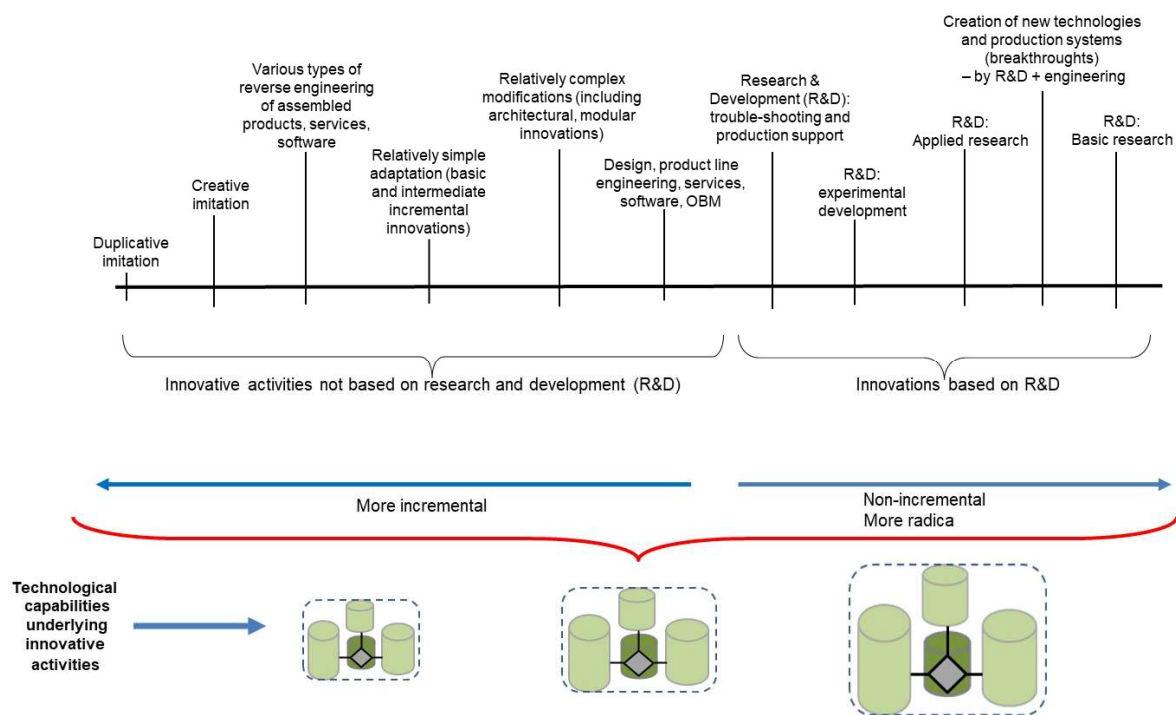 Duplicative
imitation
Creative
imitation
Various types of
reverse engineering
of assembled
products, services,
software
Relatively simple
adaptation (basic
and intermediate
incremental
innovations)
Relatively complex
modifications (including
architectural, modular
innovations)
Design, product line
engineering, services,
software, OBM
Research &
Development (R&D):
trouble-shooting and
production support
R&D:
experimental
development
R&D:
Applied research
Creation of new technologies
and production systems
(breakthroughs)
– by R&D + engineering
R&D:
Basic research
Innovative activities not based on research and development (R&D)
Innovations based on R&D
More incremental
Non-incremental
More radica
Technological
capabilities
underlying
innovative
activities